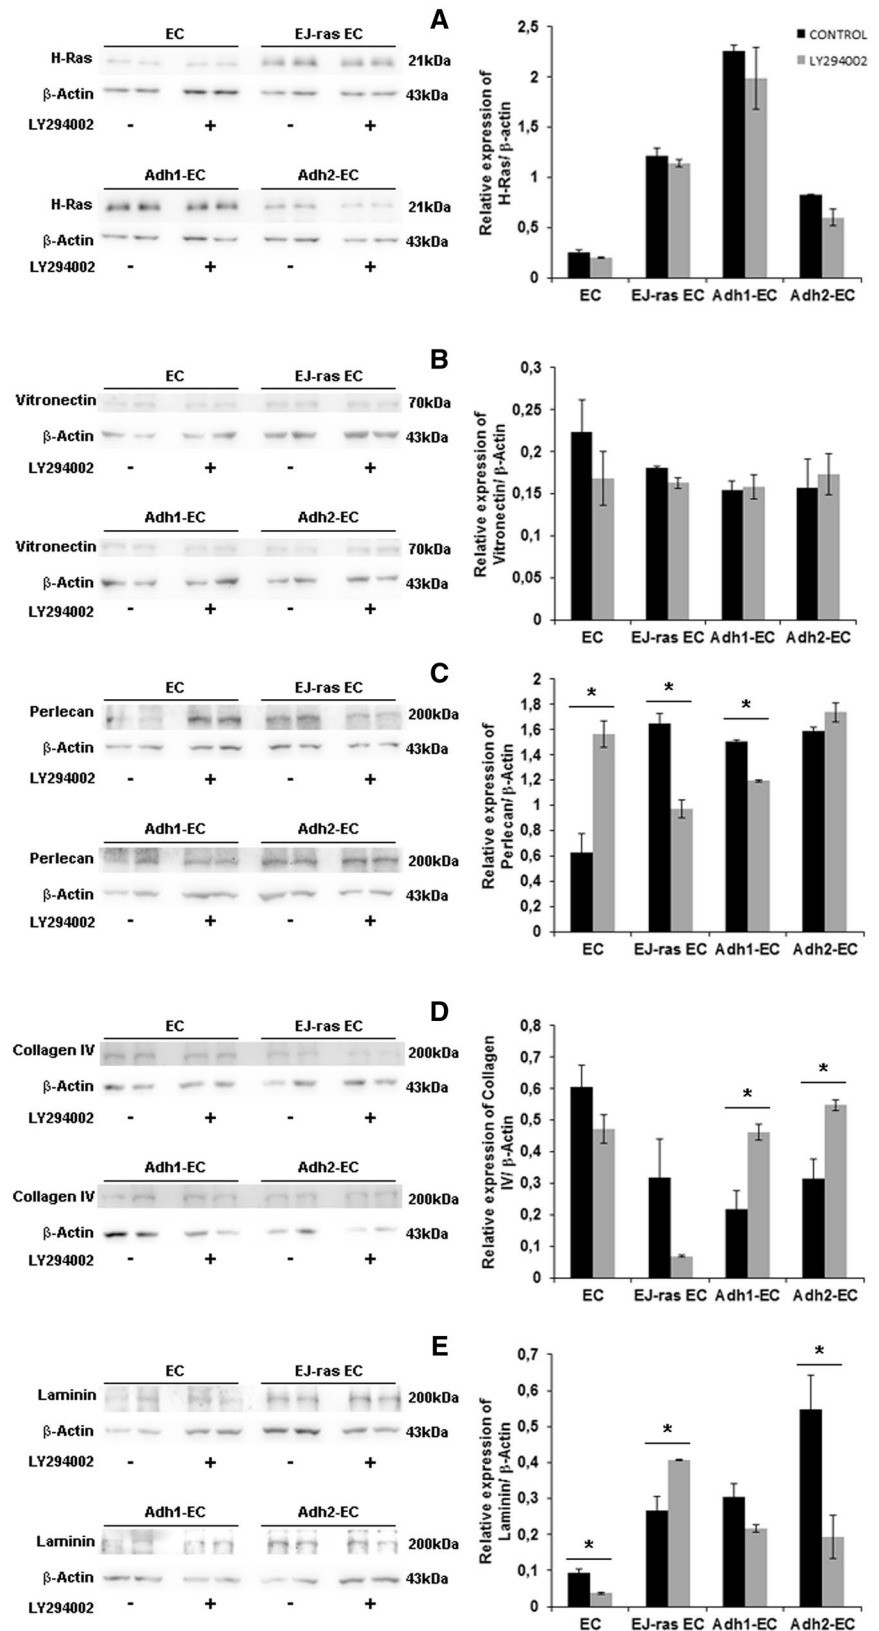 A
EC EJ-ras EC
H-Ras 21kDa
β-Actin 43kDa
LY294002 - + - +
Adh1-EC Adh2-EC
H-Ras 21kDa
β-Actin 43kDa
LY294002 - + - +
Relative expression of
H-Ras/ β-actin
2,5
2
1,5
1
0,5
0
EC EJ-ras EC Adh1-EC Adh2-EC
CONTROL
LY294002
B
EC EJ-ras EC
Vitronectin 70kDa
β-Actin 43kDa
LY294002 - + - +
Adh1-EC Adh2-EC
Vitronectin 70kDa
β-Actin 43kDa
LY294002 - + - +
Relative expression of
Vitronectin/ β-Actin
0,3
0,25
0,2
0,15
0,1
0,05
0
EC EJ-ras EC Adh1-EC Adh2-EC
C
EC EJ-ras EC
Perlecan 200kDa
β-Actin 43kDa
LY294002 - + - +
Adh1-EC Adh2-EC
Perlecan 200kDa
β-Actin 43kDa
LY294002 - + - +
Relative expression of
Perlecan/ β-Actin
2
1,8
1,6
1,4
1,2
1
0,8
0,6
0,4
0,2
0
* * *
EC EJ-ras EC Adh1-EC Adh2-EC
D
EC EJ-ras EC
Collagen IV 200kDa
β-Actin 43kDa
LY294002 - + - +
Adh1-EC Adh2-EC
Collagen IV 200kDa
β-Actin 43kDa
LY294002 - + - +
Relative expression of Collagen
IV/ β-Actin
0,8
0,7
0,6
0,5
0,4
0,3
0,2
0,1
0
* *
EC EJ-ras EC Adh1-EC Adh2-EC
E
EC EJ-ras EC
Laminin 200kDa
β-Actin 43kDa
LY294002 - + - +
Adh1-EC Adh2-EC
Laminin 200kDa
β-Actin 43kDa
LY294002 - + - +
Relative expression of
Laminin/ β-Actin
0,7
0,6
0,5
0,4
0,3
0,2
0,1
0
* * *
EC EJ-ras EC Adh1-EC Adh2-EC